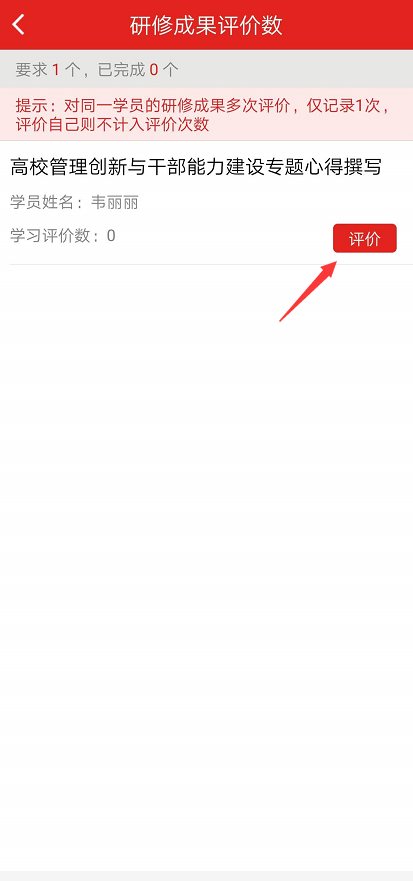 研修成果评价数
要求 1 个，已完成 0 个
提示：对同一学员的研修成果多次评价，仅记录1次，
评价自己则不计入评价次数
高校管理创新与干部能力建设专题心得撰写
学员姓名：韦丽丽
学习评价数：0
评价